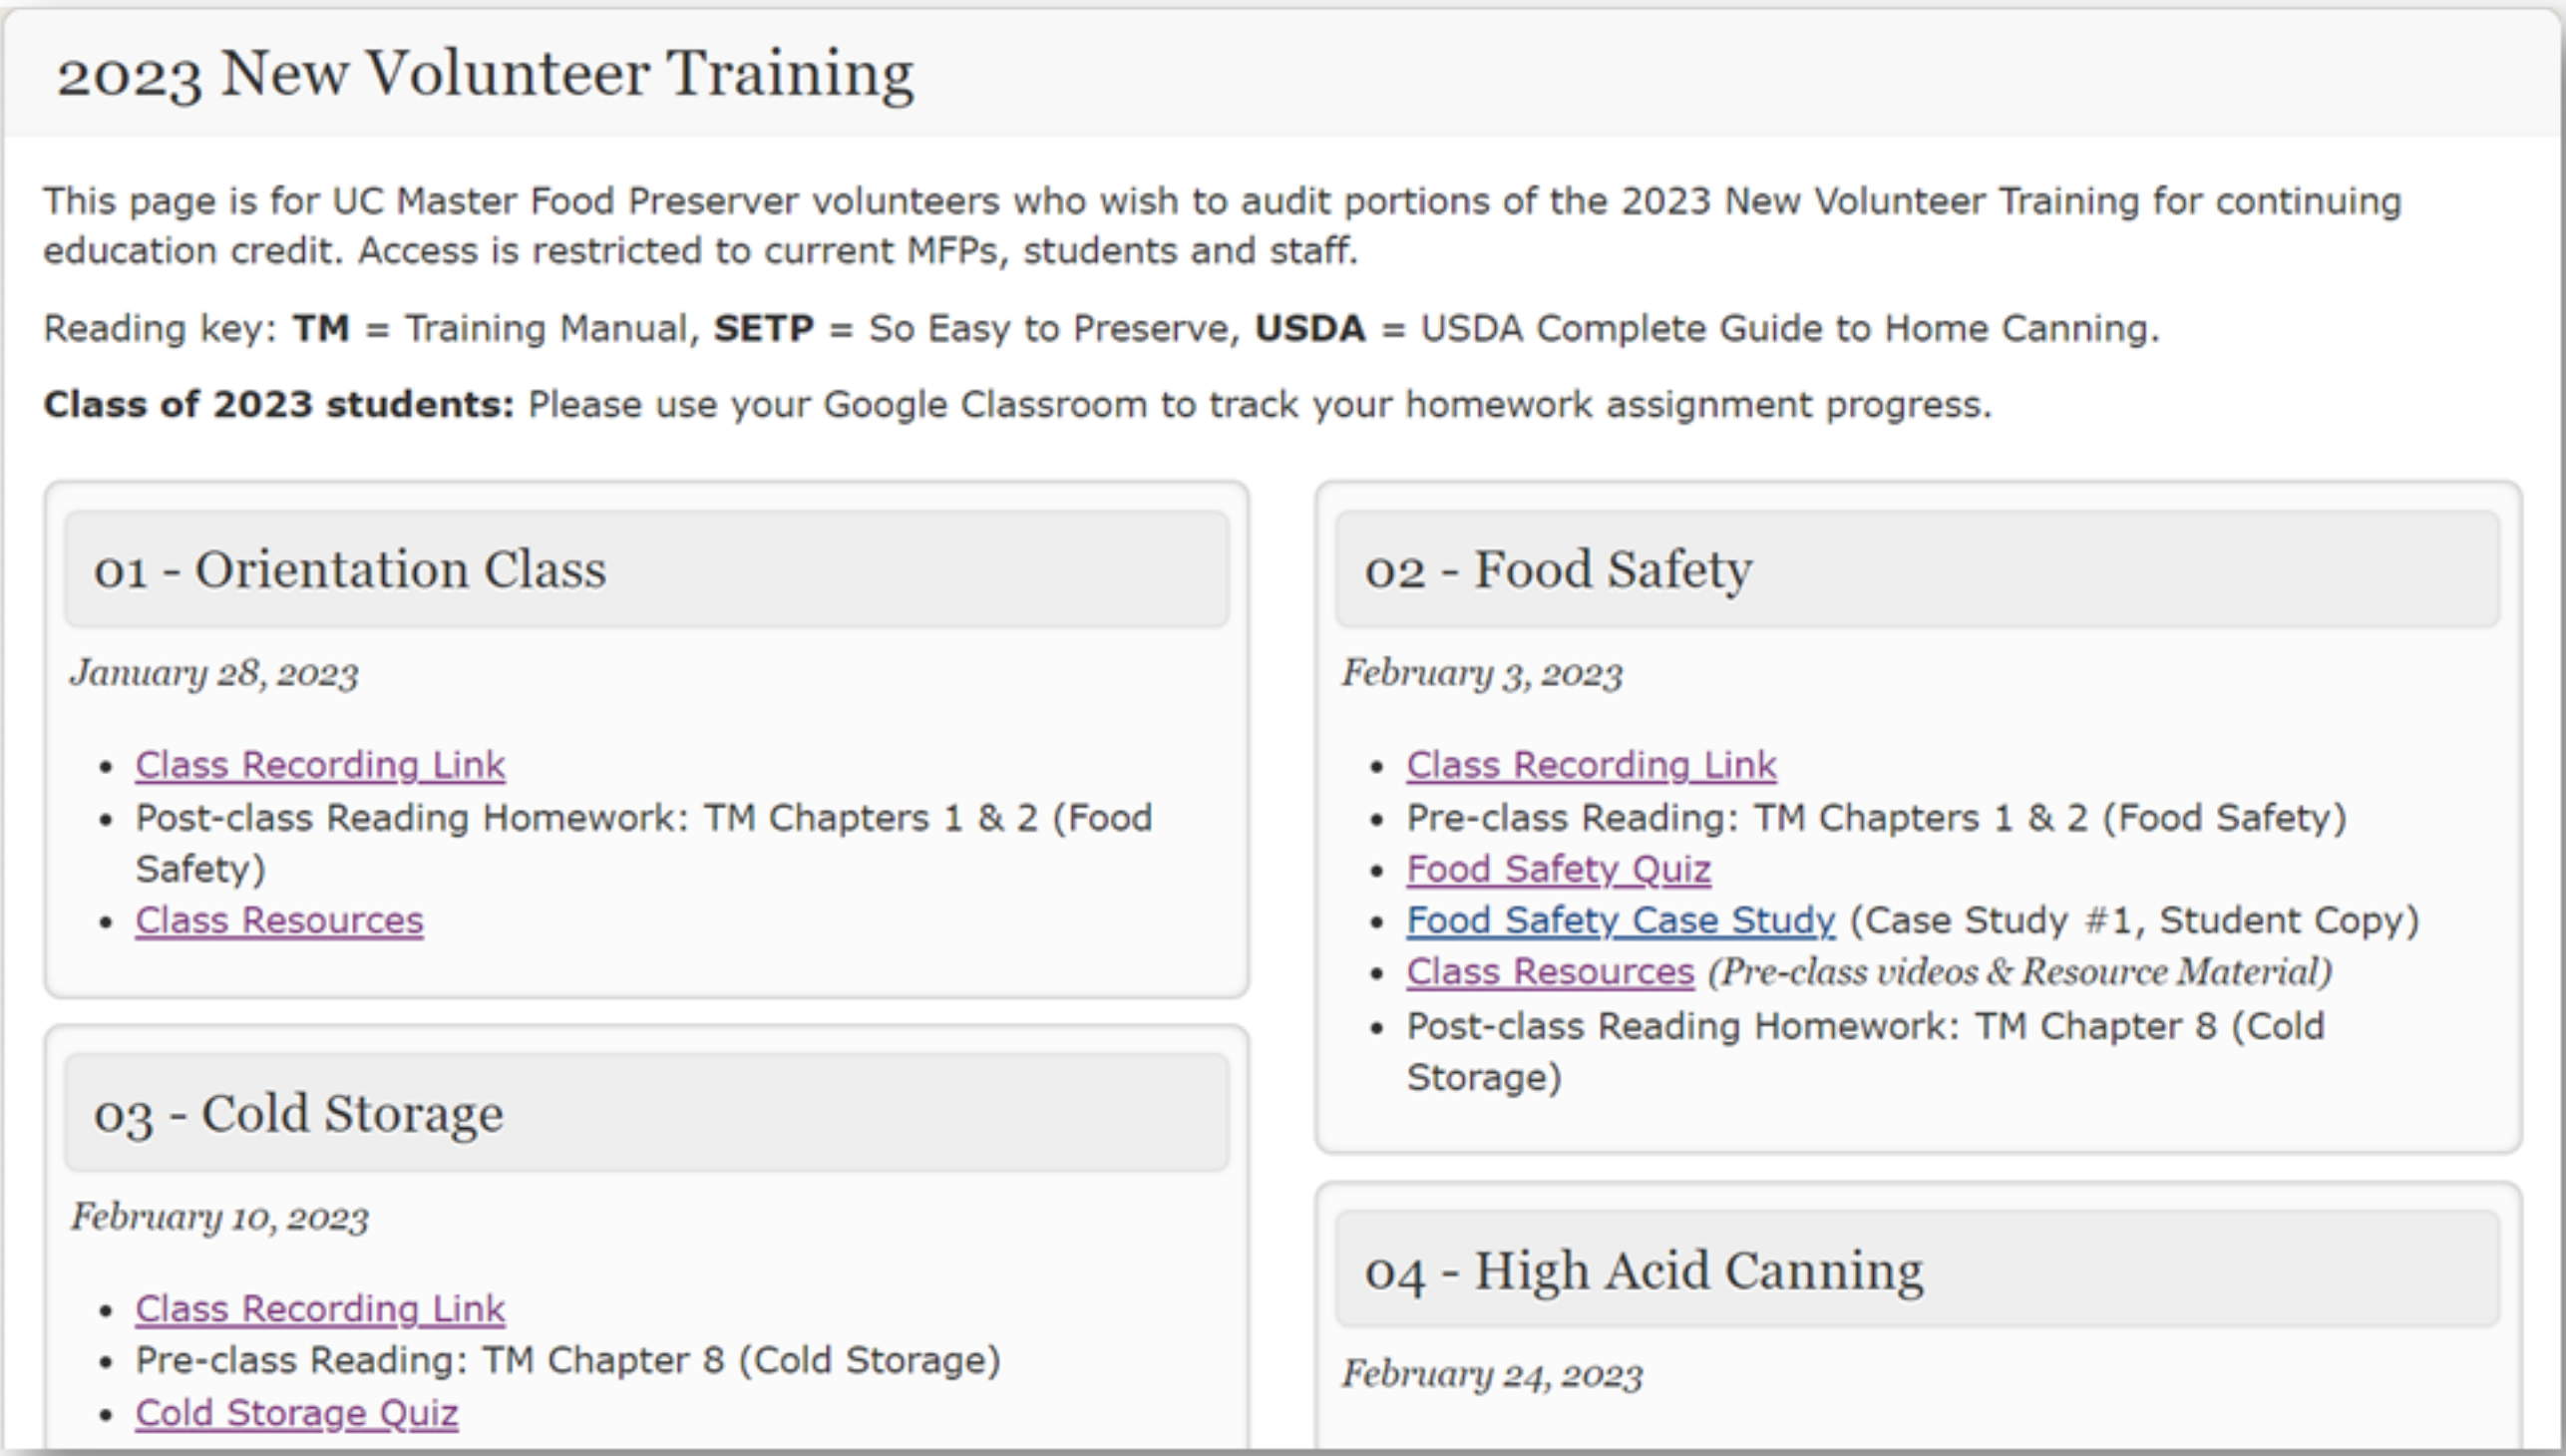 2023 New Volunteer Training
This page is for UC Master Food Preserver volunteers who wish to audit portions of the 2023 New Volunteer Training for continuing
education credit. Access is restricted to current MFPs, students and staff.
Reading key: TM = Training Manual, SETP = So Easy to Preserve, USDA = USDA Complete Guide to Home Canning.
Class of 2023 students: Please use your Google Classroom to track your homework assignment progress.
01 - Orientation Class
January 28, 2023
• Class Recording Link
• Post-class Reading Homework: TM Chapters 1 & 2 (Food
Safety)
• Class Resources
02 - Food Safety
February 3, 2023
• Class Recording Link
• Pre-class Reading: TM Chapters 1 & 2 (Food Safety)
• Food Safety Quiz
• Food Safety Case Study (Case Study #1, Student Copy)
• Class Resources (Pre-class videos & Resource Material)
• Post-class Reading Homework: TM Chapter 8 (Cold
Storage)
03 - Cold Storage
February 10, 2023
• Class Recording Link
• Pre-class Reading: TM Chapter 8 (Cold Storage)
• Cold Storage Quiz
04 - High Acid Canning
February 24, 2023